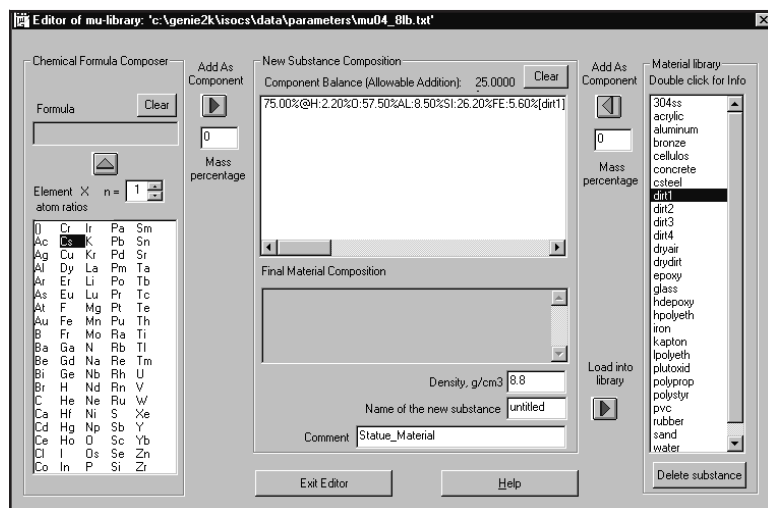 Editor of mu-library: 'c:\genie2k\isocs\data\parameters\mu04_8lb.txt'
Chemical Formula Composer
Formula
Clear
Element X n = 1
atom ratios
() Cr Ir Pa Sm
Ac Cs K Pb Sn
Ag Cu Kr Pd Sr
Al Dy La Pm Ta
Ar Er Li Po Tb
As Eu Lu Pr Tc
At F Mg Pt Te
Au Fe Mn Pu Th
B Fr Mo Ra Ti
Ba Ga N Rb Tl
Be Gd Na Re Tm
Bi Ge Nb Rh U
Br H Nd Rn V
C He Ne Ru W
Ca Hf Ni S Xe
Cd Hg Np Sb Y
Ce Ho O Sc Yb
Cl I Os Se Zn
Co In P Si Zr
Add As
Component
0
Mass
percentage
New Substance Composition
Component Balance (Allowable Addition): 25.0000
Clear
75.00%@H:2.20%O:57.50%AL:8.50%SI:26.20%FE:5.60%[dirt1]
Final Material Composition
Density, g/cm3 8.8
Name of the new substance untitled
Comment Statue_Material
Exit Editor
Help
Add As
Component
0
Mass
percentage
Load into
library
Material library
Double click for Info
304ss
acrylic
aluminum
bronze
cellulos
concrete
csteel
dirt1
dirt2
dirt3
dirt4
dryair
drydirt
epoxy
glass
hdepoxy
hpolyeth
iron
kapton
lpolyeth
plutoxid
polyprop
polystyr
pvc
rubber
sand
water
Delete substance